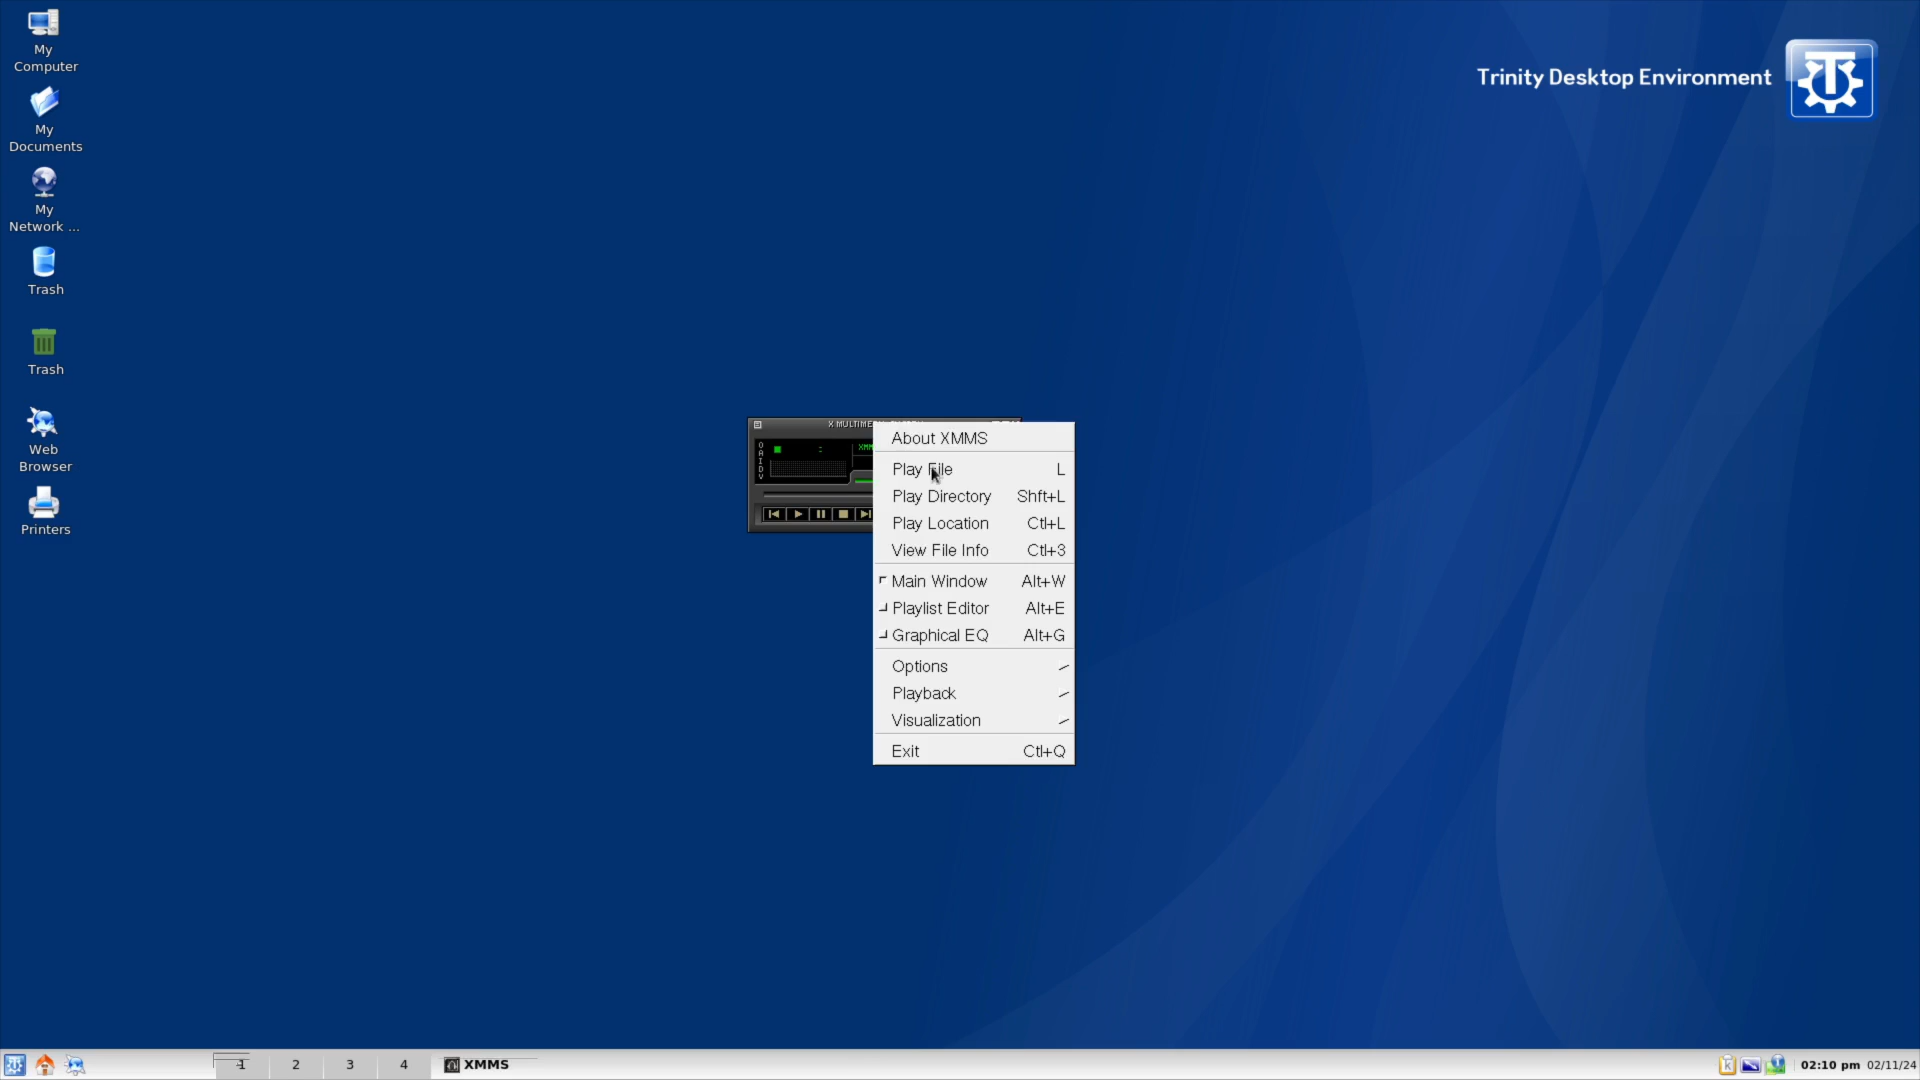 My
Computer
My
Documents
My
Network ...
Trash
Trash
Web
Browser
Printers
Trinity Desktop Environment
O
A
I
D
V
About XMMS
Play File L
Play Directory Shft+L
Play Location Ctl+L
View File Info Ctl+3
Main Window Alt+W
Playlist Editor Alt+E
Graphical EQ Alt+G
Options
Playback
Visualization
Exit Ctl+Q
1 2 3 4 XMMS 02:10 pm 02/11/24